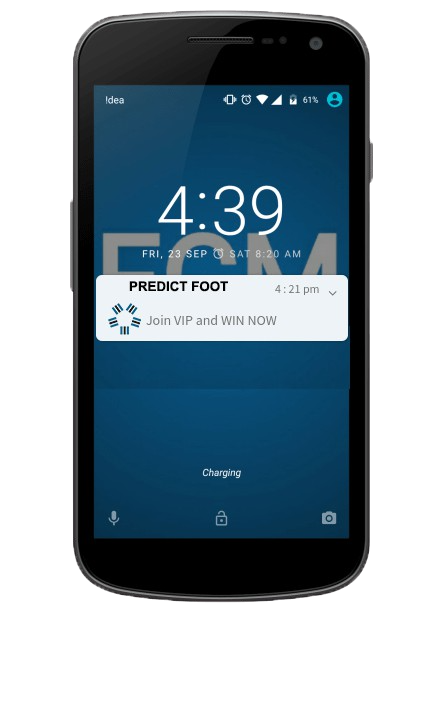 !dea 61%
4:39
FRI, 23 SEP SAT 8:20 AM
PREDICT FOOT 4 : 21 pm
Join VIP and WIN NOW
Charging